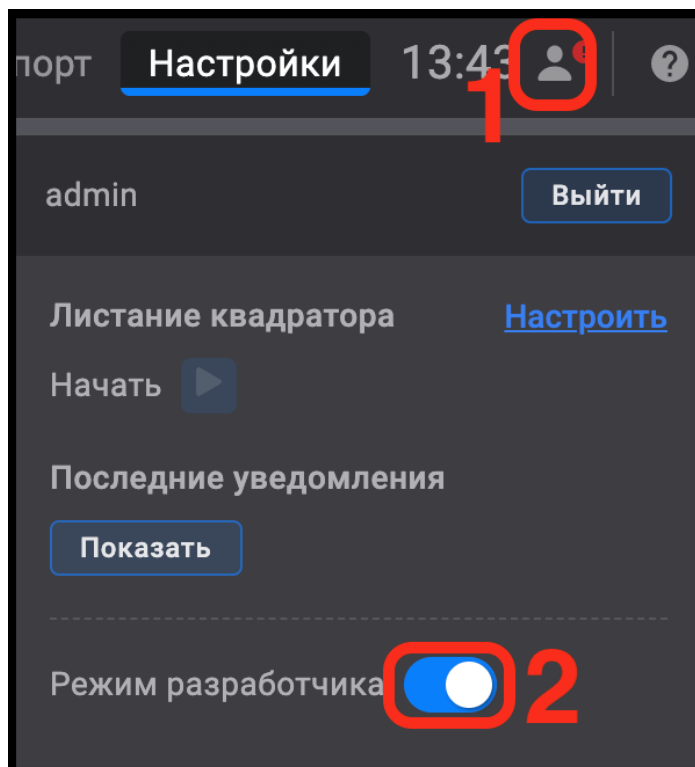 порт Настройки 13:43
1
admin Выйти
Листание квадратора Настроить
Начать
Последние уведомления
Показать
Режим разработчика 2